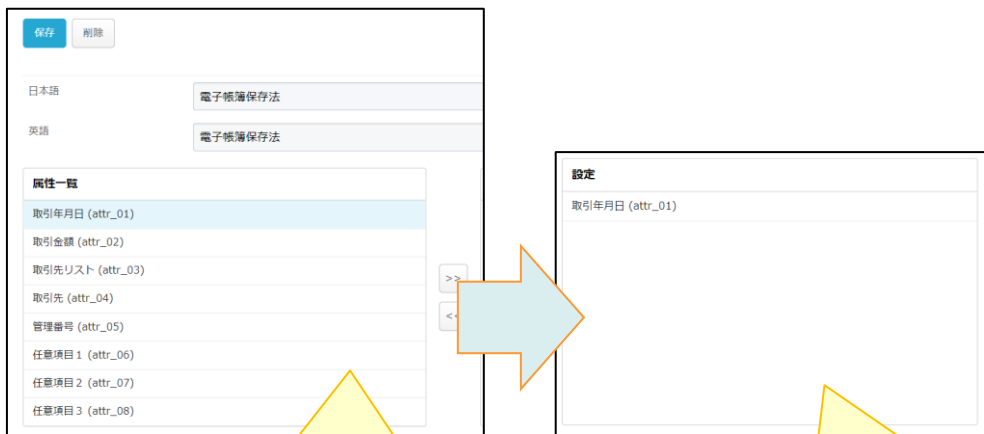 保存 削除
日本語 電子帳簿保存法
英語 電子帳簿保存法
属性一覧
取引年月日 (attr_01)
取引金額 (attr_02)
取引先リスト (attr_03)
取引先 (attr_04)
管理番号 (attr_05)
任意項目1 (attr_06)
任意項目2 (attr_07)
任意項目3 (attr_08)
>>
<<
設定
取引年月日 (attr_01)